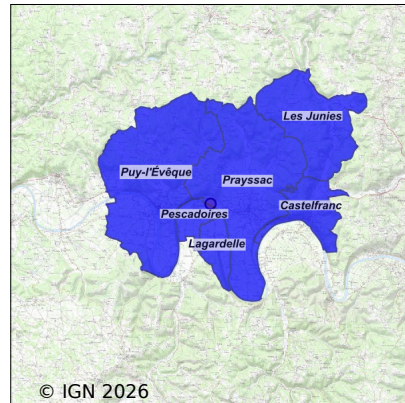 Les Junies
Puy-l'Évêque
Prayssac
Castelfranc
Pescadoires
Lagardelle
© IGN 2026